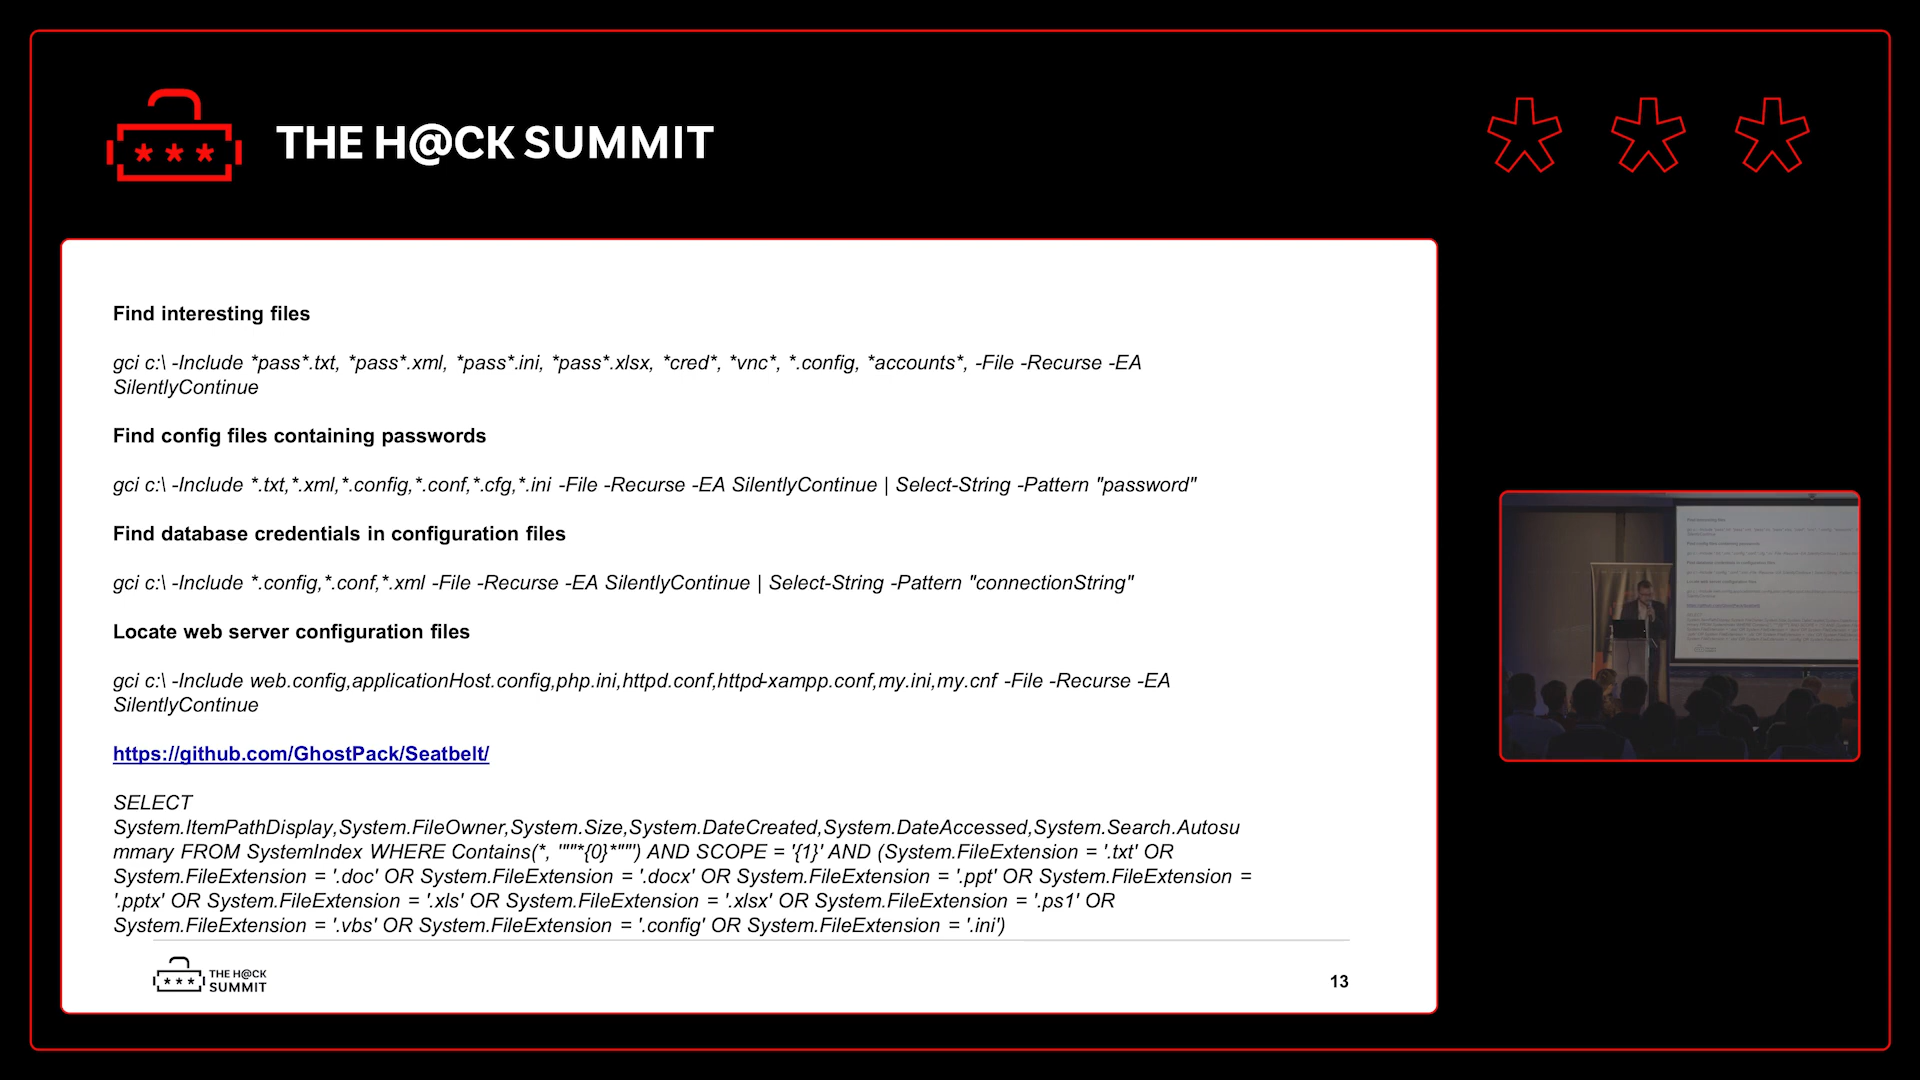 THE H@CK SUMMIT
Find interesting files
gci c:\ -Include *pass*.txt, *pass*.xml, *pass*.ini, *pass*.xlsx, *cred*, *vnc*, *.config, *accounts*, -File -Recurse -EA
SilentlyContinue
Find config files containing passwords
gci c:\ -Include *.txt,*.xml,*.config,*.conf,*.cfg,*.ini -File -Recurse -EA SilentlyContinue | Select-String -Pattern "password"
Find database credentials in configuration files
gci c:\ -Include *.config,*.conf,*.xml -File -Recurse -EA SilentlyContinue | Select-String -Pattern "connectionString"
Locate web server configuration files
gci c:\ -Include web.config,applicationHost.config,php.ini,httpd.conf,httpd-xampp.conf,my.ini,my.cnf -File -Recurse -EA
SilentlyContinue
https://github.com/GhostPack/Seatbelt/
SELECT
System.ItemPathDisplay,System.FileOwner,System.Size,System.DateCreated,System.DateAccessed,System.Search.Autosu
mmary FROM SystemIndex WHERE Contains(*, '"""*{0}*"""') AND SCOPE = '{1}' AND (System.FileExtension = '.txt' OR
System.FileExtension = '.doc' OR System.FileExtension = '.docx' OR System.FileExtension = '.ppt' OR System.FileExtension =
'.pptx' OR System.FileExtension = '.xls' OR System.FileExtension = '.xlsx' OR System.FileExtension = '.ps1' OR
System.FileExtension = '.vbs' OR System.FileExtension = '.config' OR System.FileExtension = '.ini')
THE H@CK
SUMMIT
13